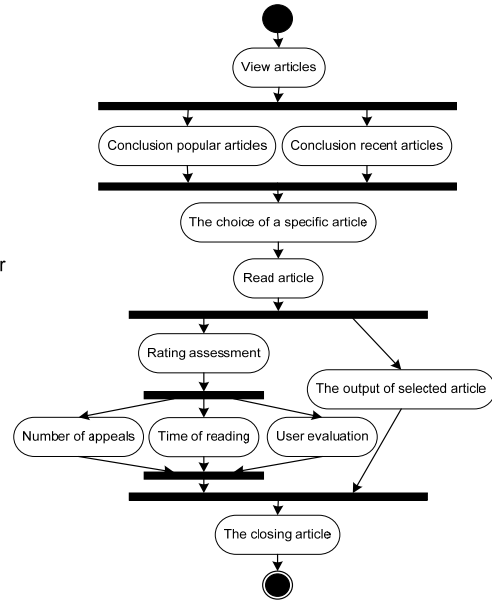 View articles
Conclusion popular articles
Conclusion recent articles
The choice of a specific article
r
Read article
Rating assessment
The output of selected article
Number of appeals
Time of reading
User evaluation
The closing article